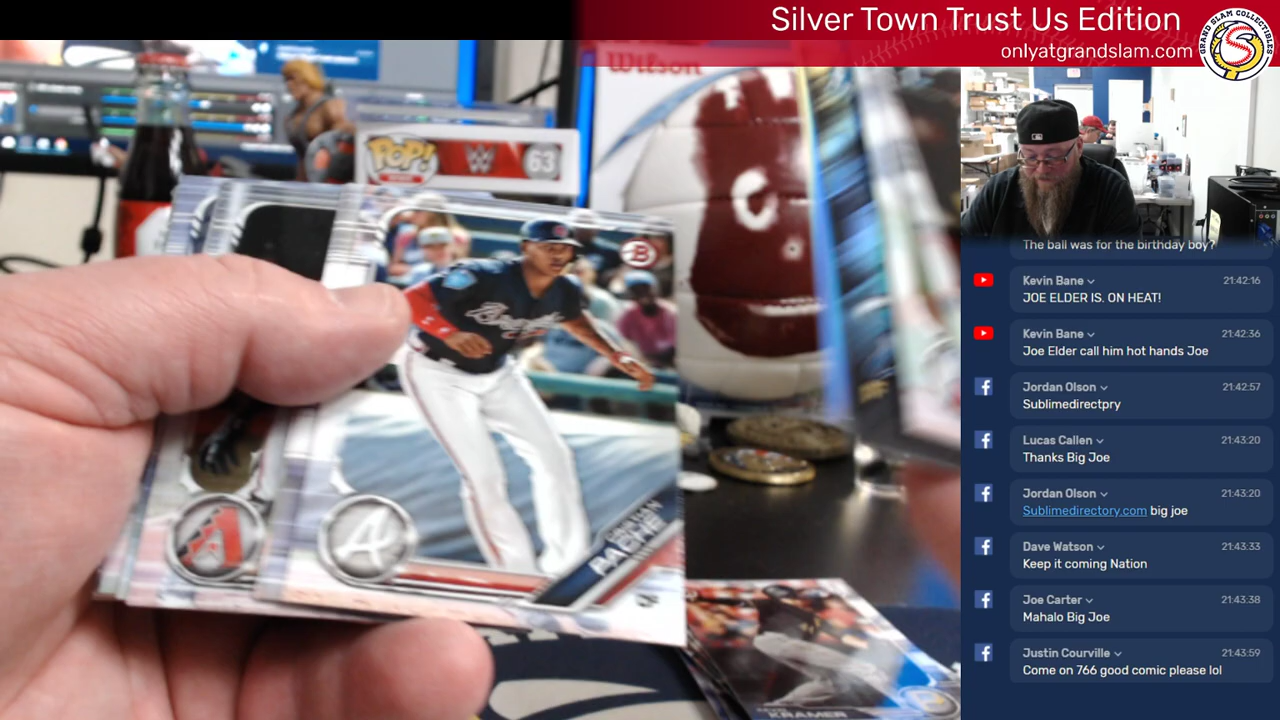 Silver Town Trust Us Edition
onlyatgrandslam.com
GRAND SLAM COLLECTIBLES
Wilson
POP!
W
63
B
Braves
A
PACHE
KRAMER
The ball was for the birthday boy?
Kevin Bane
21:42:16
JOE ELDER IS. ON HEAT!
Kevin Bane
21:42:36
Joe Elder call him hot hands Joe
Jordan Olson
21:42:57
Sublimedirectpry
Lucas Callen
21:43:20
Thanks Big Joe
Jordan Olson
21:43:20
Sublimedirectory.com big joe
Dave Watson
21:43:33
Keep it coming Nation
Joe Carter
21:43:38
Mahalo Big Joe
Justin Courville
21:43:59
Come on 766 good comic please lol